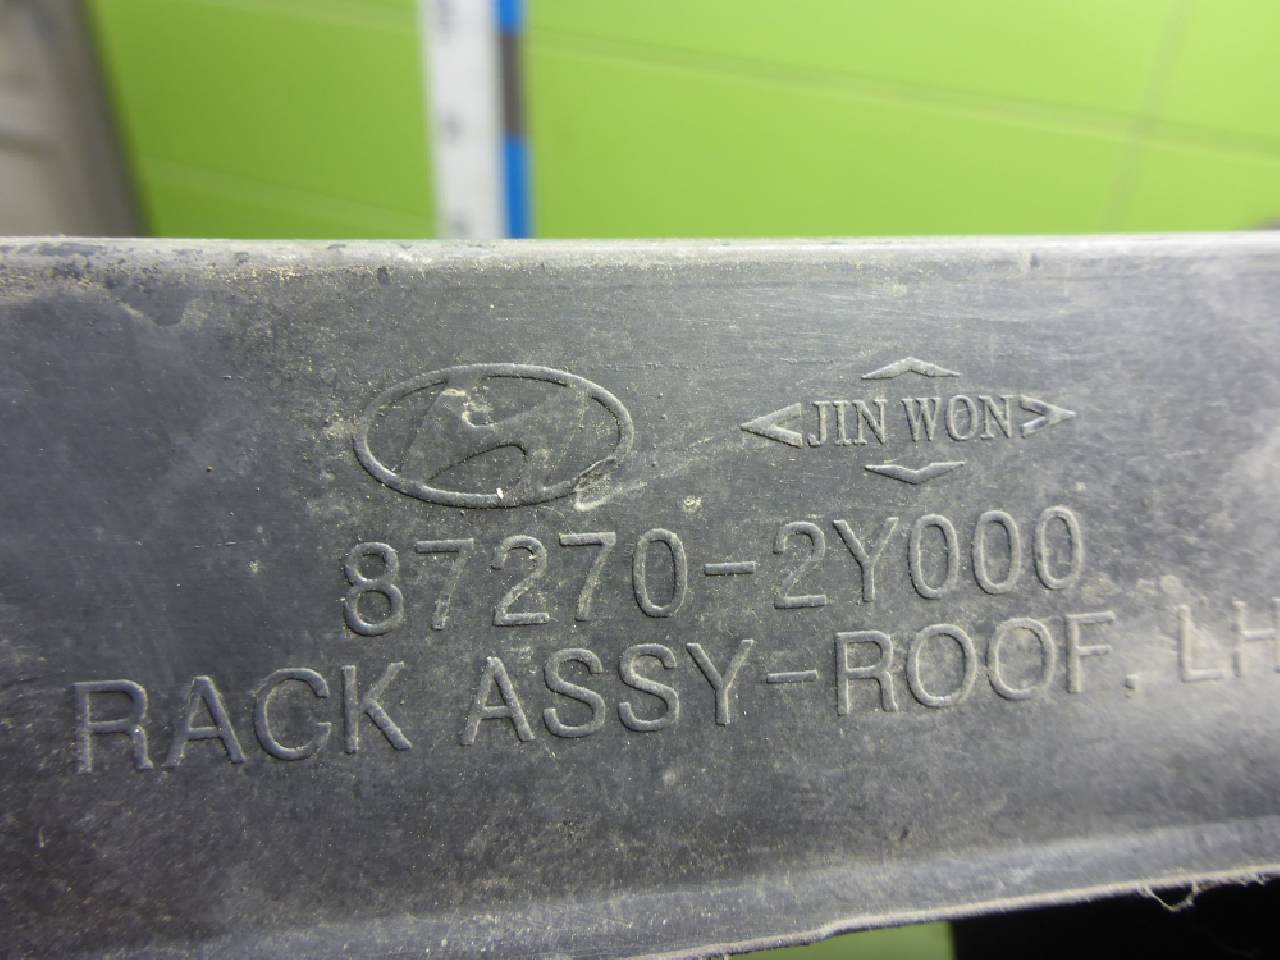 JIN WON
87270-2Y000
RACK ASSY-ROOF, LH